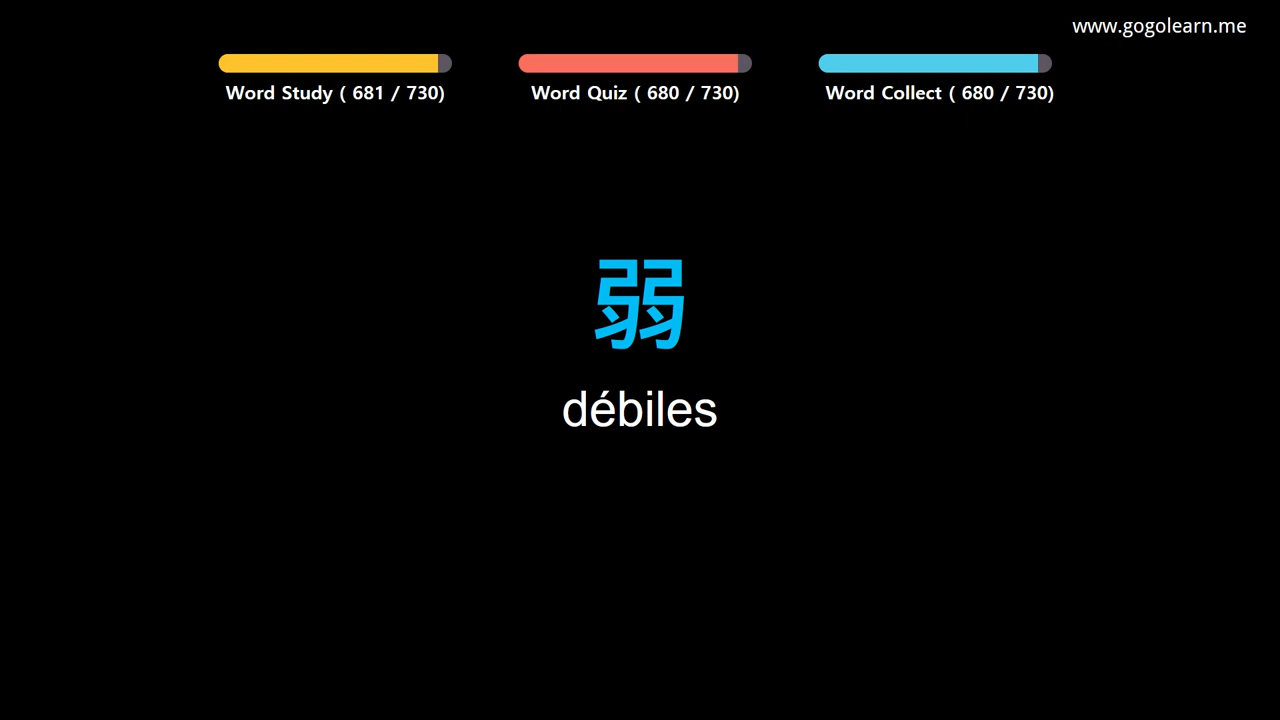 www.gogolearn.me
Word Study ( 681 / 730)
Word Quiz ( 680 / 730)
Word Collect ( 680 / 730)
弱
débiles